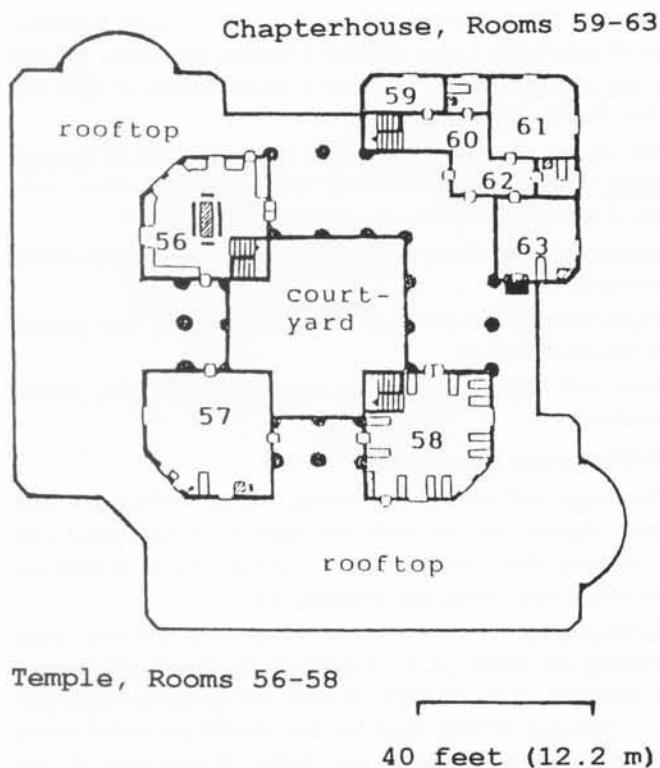 Chapterhouse, Rooms 59-63
59
rooftop
60
61
62
56
63
court-
yard
57
58
rooftop
Temple, Rooms 56-58
40 feet (12.2 m)